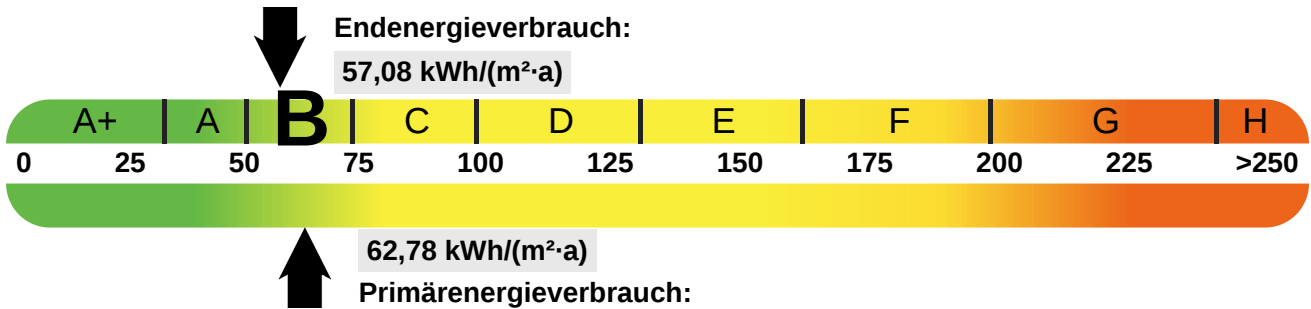 Endenergieverbrauch:
57,08 kWh/(m²·a)
A+ A B C D E F G H
0 25 50 75 100 125 150 175 200 225 >250
62,78 kWh/(m²·a)
Primärenergieverbrauch: